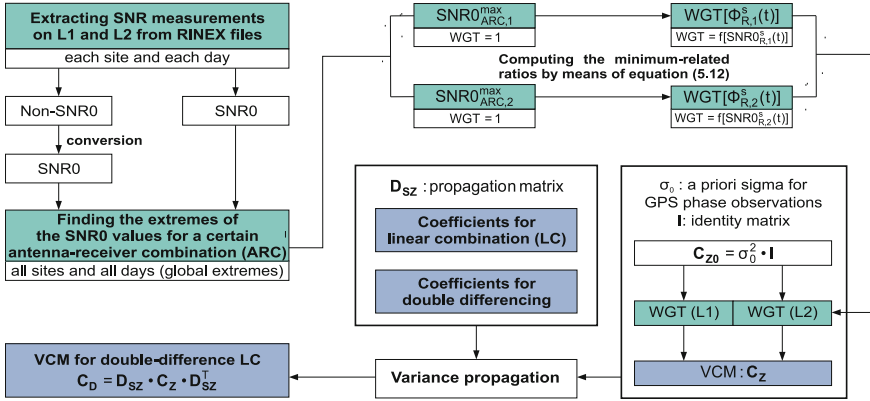 Extracting SNR measurements
on L1 and L2 from RINEX files
each site and each day
Non-SNR0
SNR0
conversion
SNR0
Finding the extremes of
the SNR0 values for a certain
antenna-receiver combination (ARC)
all sites and all days (global extremes)
SNR0^max_ARC,1
WGT = 1
WGT[Φ^s_R,1(t)]
WGT = f[SNR0^s_R,1(t)]
Computing the minimum-related
ratios by means of equation (5.12)
SNR0^max_ARC,2
WGT = 1
WGT[Φ^s_R,2(t)]
WGT = f[SNR0^s_R,2(t)]
D_SZ : propagation matrix
Coefficients for
linear combination (LC)
Coefficients for
double differencing
σ₀ : a priori sigma for
GPS phase observations
I: identity matrix
C_Z0 = σ₀² • I
WGT (L1)
WGT (L2)
VCM : C_Z
Variance propagation
VCM for double-difference LC
C_D = D_SZ • C_Z • D^T_SZ